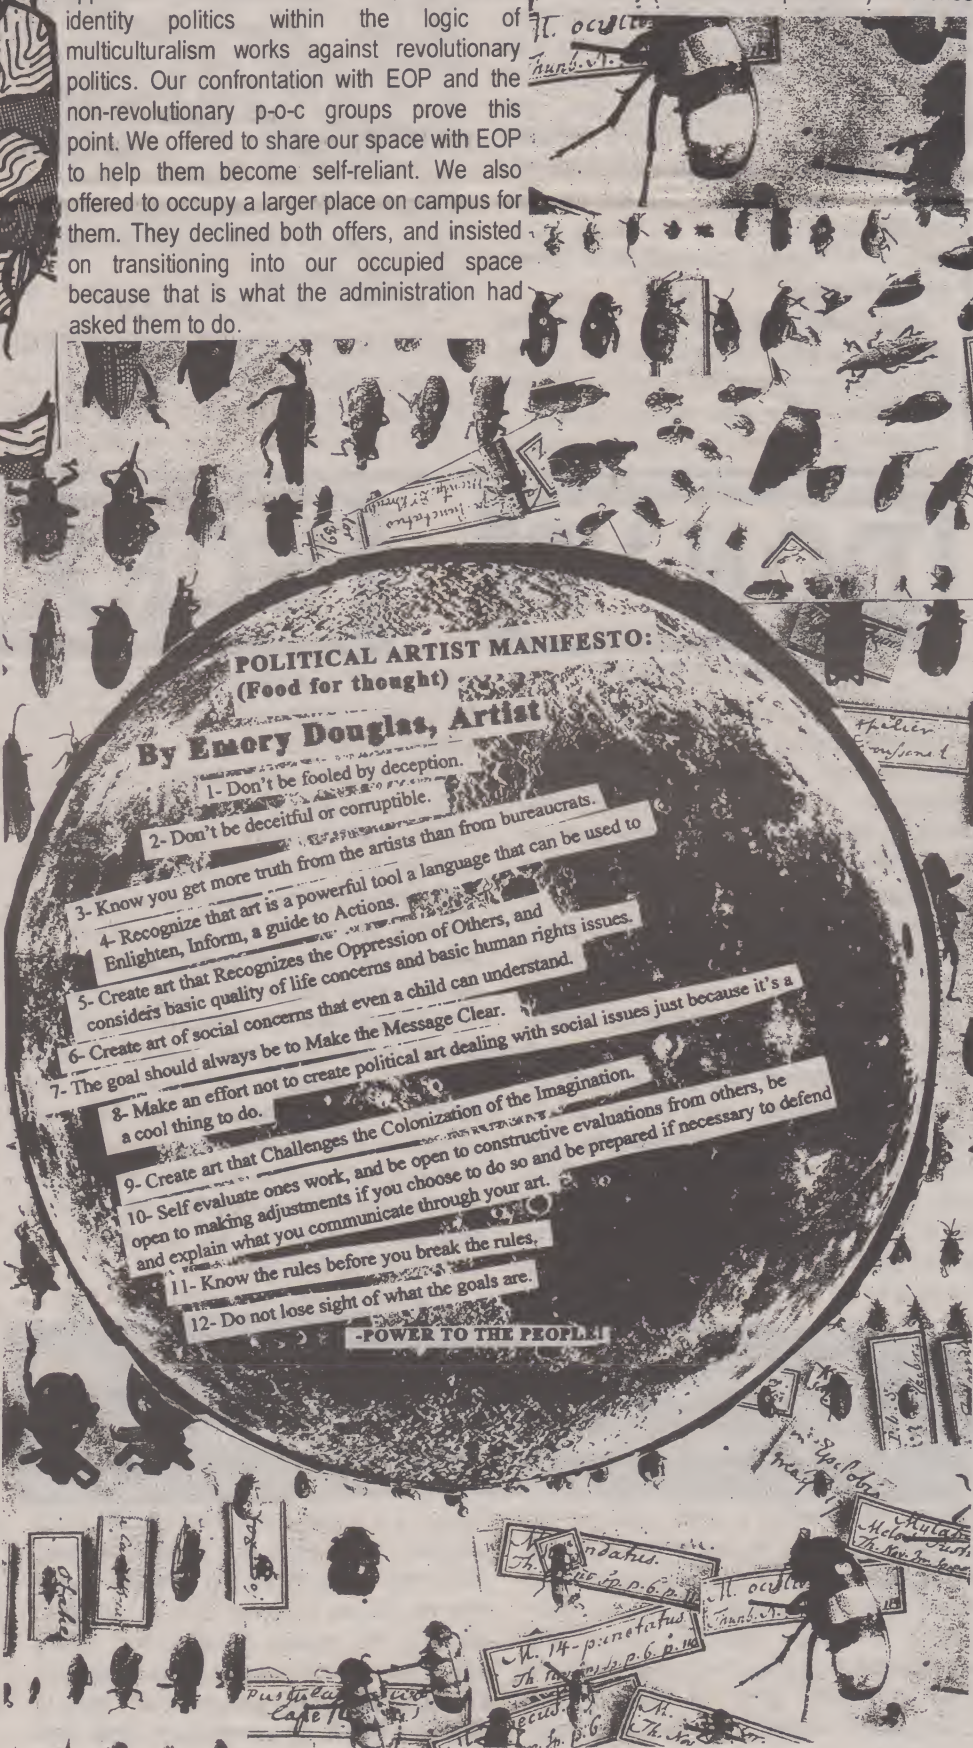 identity politics within the logic of
multiculturalism works against revolutionary
politics. Our confrontation with EOP and the
non-revolutionary p-o-c groups prove this
point. We offered to share our space with EOP
to help them become self-reliant. We also
offered to occupy a larger place on campus for
them. They declined both offers, and insisted
on transitioning into our occupied space
because that is what the administration had
asked them to do.
POLITICAL ARTIST MANIFESTO:
(Food for thought)
By Emory Douglas, Artist
1- Don't be fooled by deception.
2- Don't be deceitful or corruptible.
3- Know you get more truth from the artists than from bureaucrats.
4- Recognize that art is a powerful tool a language that can be used to
Enlighten, Inform, a guide to Actions.
5- Create art that Recognizes the Oppression of Others, and
considers basic quality of life concerns and basic human rights issues.
6- Create art of social concerns that even a child can understand.
7- The goal should always be to Make the Message Clear.
8- Make an effort not to create political art dealing with social issues just because it's a
a cool thing to do.
9- Create art that Challenges the Colonization of the Imagination.
10- Self evaluate ones work, and be open to constructive evaluations from others, be
open to making adjustments if you choose to do so and be prepared if necessary to defend
and explain what you communicate through your art.
11- Know the rules before you break the rules.
12- Do not lose sight of what the goals are.
-POWER TO THE PEOPLE!
M. 14-punctatus